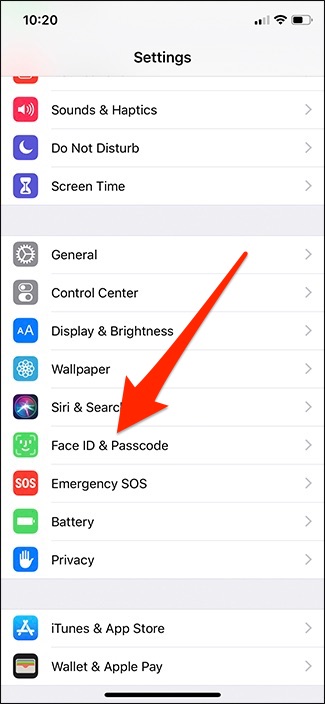 10:20
Settings
Sounds & Haptics
Do Not Disturb
Screen Time
General
Control Center
AA Display & Brightness
Wallpaper
Siri & Searc
Face ID & Passcode
SOS Emergency SOS
Battery
Privacy
iTunes & App Store
Wallet & Apple Pay